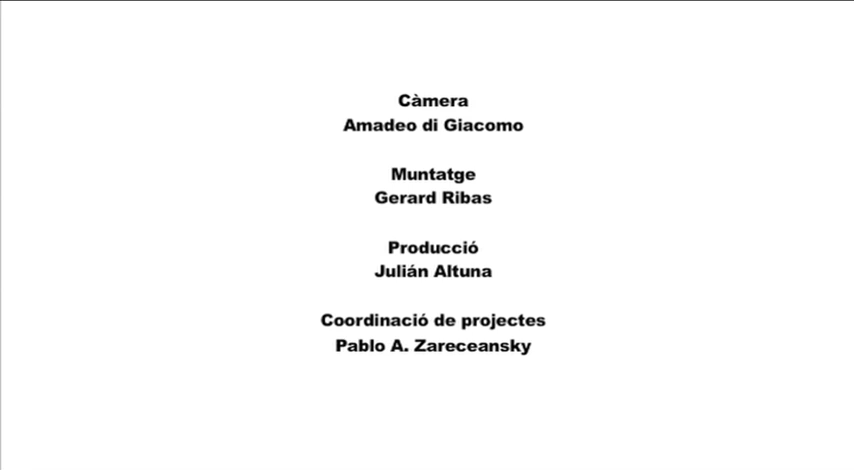 Càmera
Amadeo di Giacomo
Muntatge
Gerard Ribas
Producció
Julián Altuna
Coordinació de projectes
Pablo A. Zareceansky